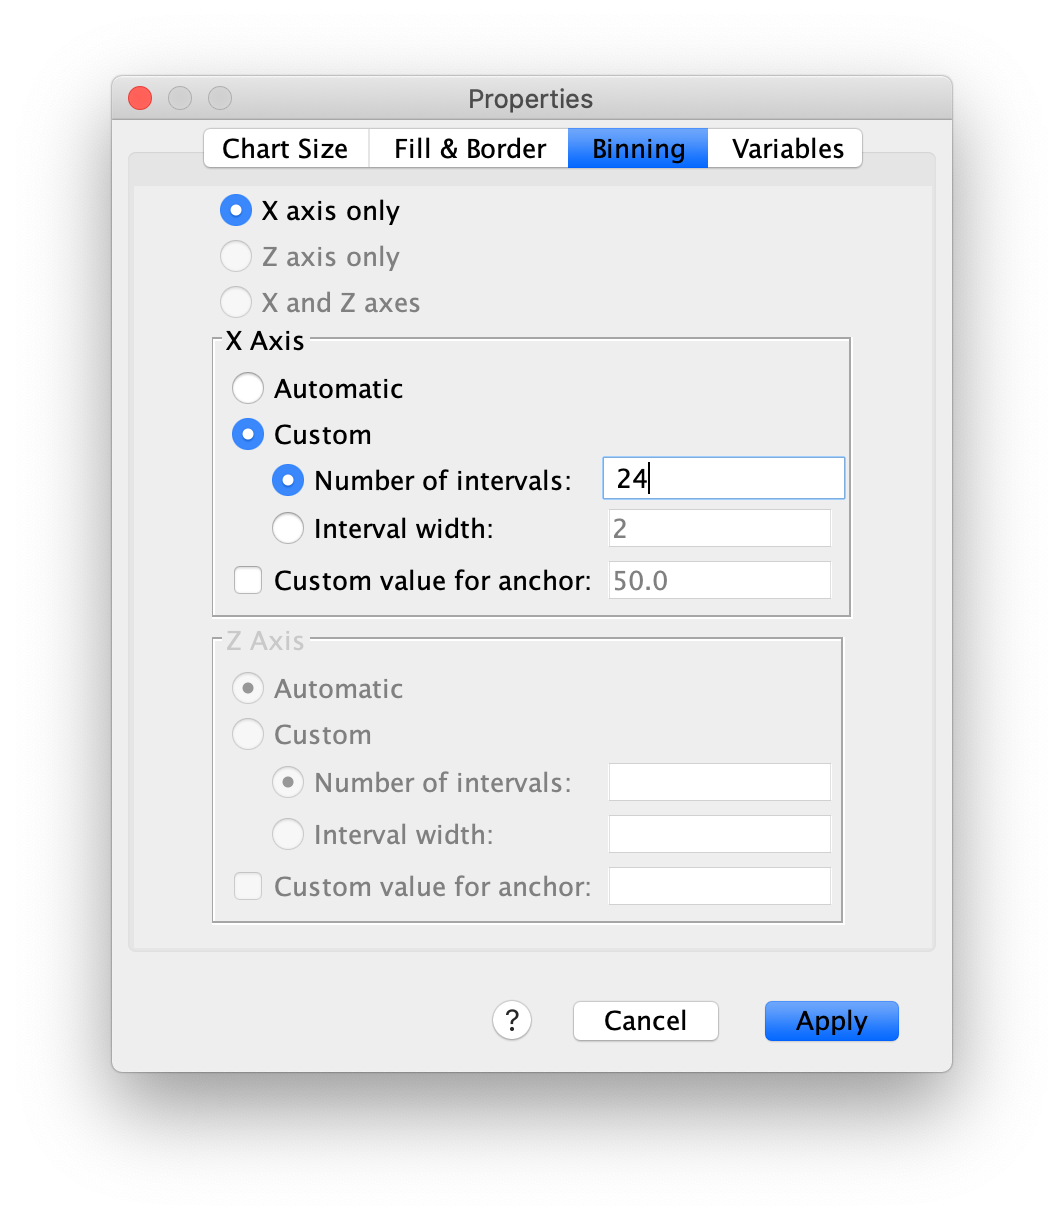 Properties
Chart Size Fill & Border Binning Variables
X axis only
Z axis only
X and Z axes
X Axis
Automatic
Custom
Number of intervals: 24
Interval width: 2
Custom value for anchor: 50.0
Z Axis
Automatic
Custom
Number of intervals:
Interval width:
Custom value for anchor:
? Cancel Apply